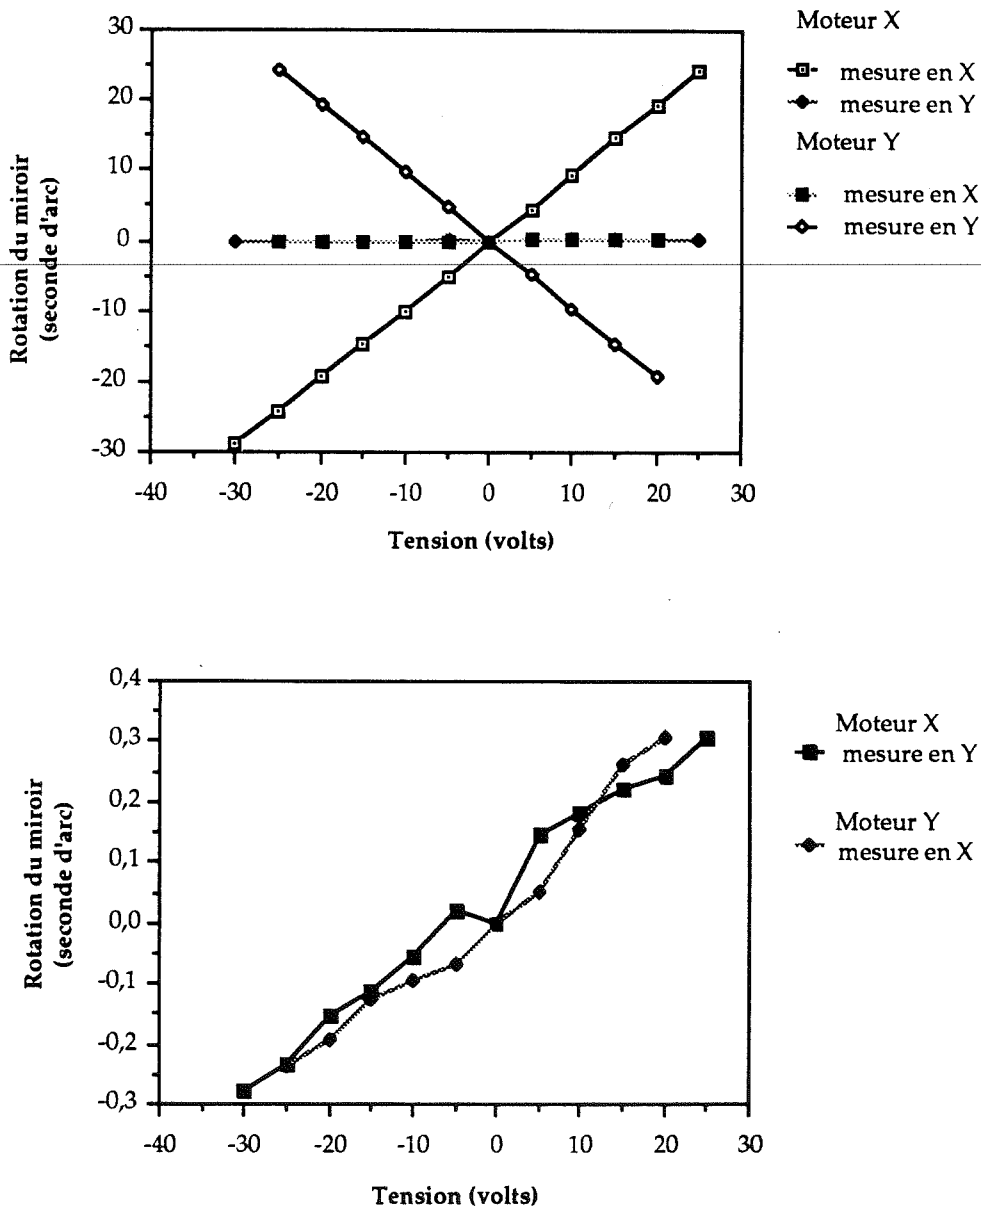 Moteur X
mesure en X
mesure en Y
Moteur Y
mesure en X
mesure en Y
30
20
10
0
-10
-20
-30
Rotation du miroir
(seconde d'arc)
-40 -30 -20 -10 0 10 20 30
Tension (volts)
0,4
0,3
0,2
0,1
0,0
-0,1
-0,2
-0,3
Rotation du miroir
(seconde d'arc)
-40 -30 -20 -10 0 10 20 30
Tension (volts)
Moteur X
mesure en Y
Moteur Y
mesure en X